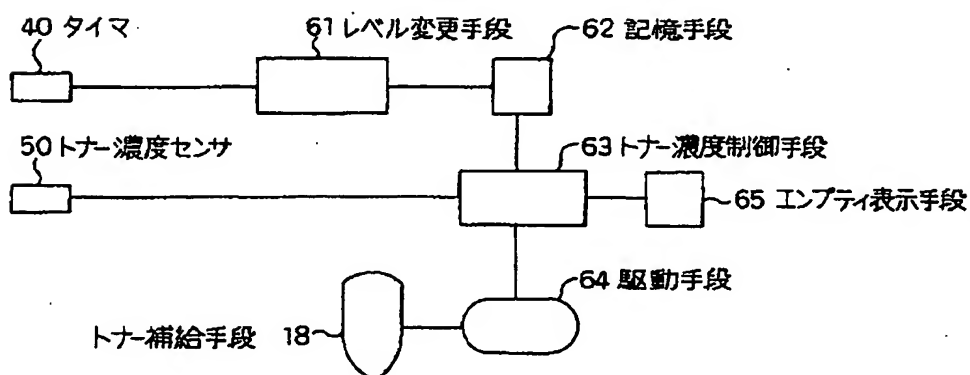 40 タイマ
61 レベル変更手段
62 記憶手段
50 トナー濃度センサ
63 トナー濃度制御手段
65 エンプティ表示手段
64 駆動手段
トナー補給手段 18